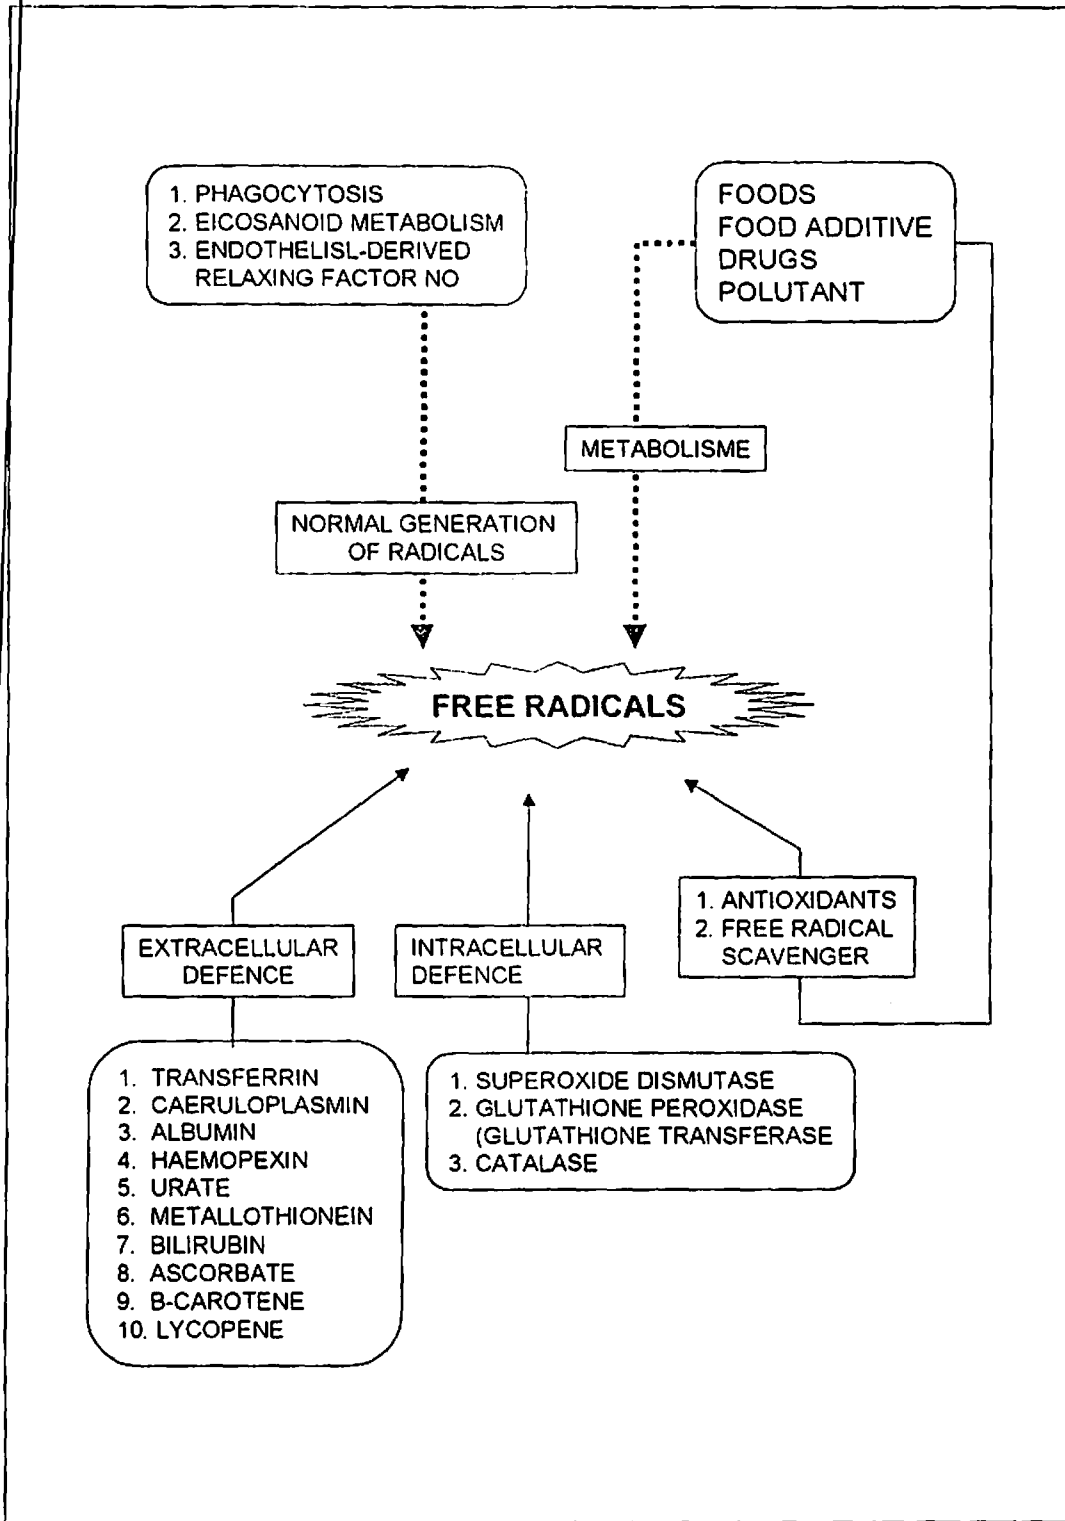 1. PHAGOCYTOSIS
2. EICOSANOID METABOLISM
3. ENDOTHELISL-DERIVED
RELAXING FACTOR NO
FOODS
FOOD ADDITIVE
DRUGS
POLUTANT
METABOLISME
NORMAL GENERATION
OF RADICALS
FREE RADICALS
1. ANTIOXIDANTS
2. FREE RADICAL
SCAVENGER
EXTRACELLULAR
DEFENCE
INTRACELLULAR
DEFENCE
1. TRANSFERRIN
2. CAERULOPLASMIN
3. ALBUMIN
4. HAEMOPEXIN
5. URATE
6. METALLOTHIONEIN
7. BILIRUBIN
8. ASCORBATE
9. B-CAROTENE
10. LYCOPENE
1. SUPEROXIDE DISMUTASE
2. GLUTATHIONE PEROXIDASE
(GLUTATHIONE TRANSFERASE
3. CATALASE